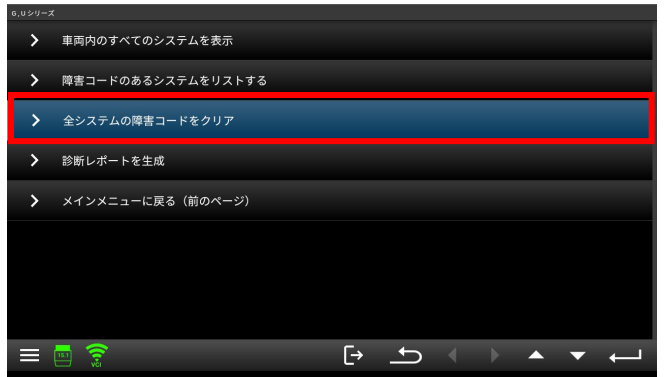 G,Uシリーズ
車両内のすべてのシステムを表示
障害コードのあるシステムをリストする
全システムの障害コードをクリア
診断レポートを生成
メインメニューに戻る（前のページ）
15.1
VCI